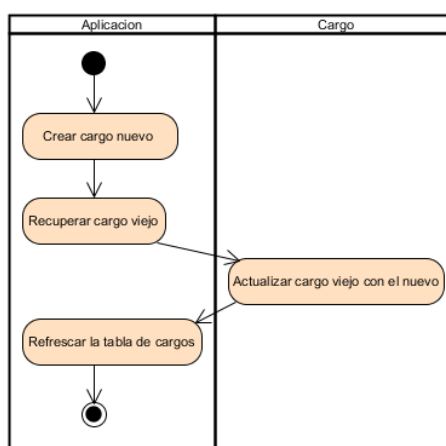 Aplicacion
Cargo
Crear cargo nuevo
Recuperar cargo viejo
Actualizar cargo viejo con el nuevo
Refrescar la tabla de cargos